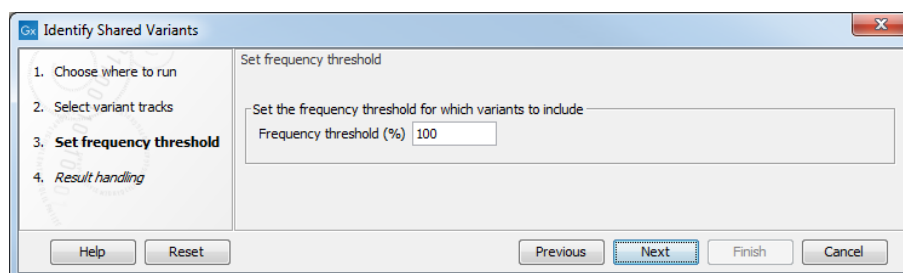 Gx Identify Shared Variants
1. Choose where to run
2. Select variant tracks
3. Set frequency threshold
4. Result handling
Set frequency threshold
Set the frequency threshold for which variants to include
Frequency threshold (%) 100
Help Reset Previous Next Finish Cancel